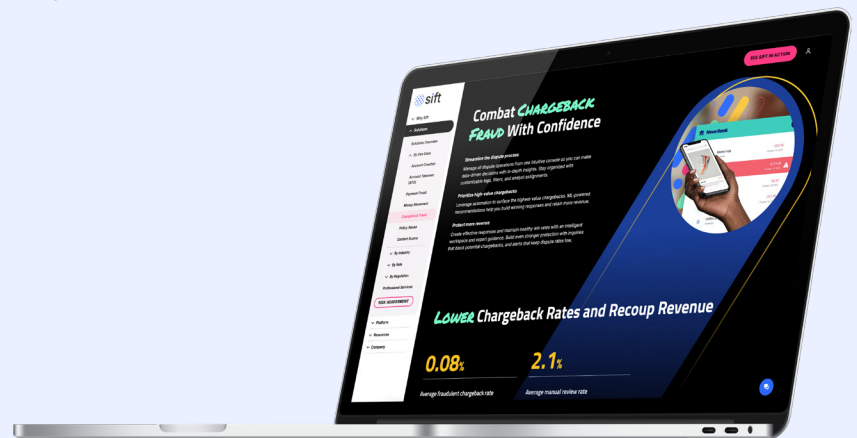 sift
SEE SIFT IN ACTION
Why Sift
Solutions
Solutions Overview
By Use Case
Account Creation
Account Takeover
(ATO)
Payment Fraud
Money Movement
Chargeback Fraud
Policy Abuse
Content Scams
By Industry
By Role
By Regulation
Professional Services
RISK ASSESSMENT
Platform
Resources
Company
Combat CHARGEBACK
FRAUD With Confidence
Streamline the dispute process
Manage all dispute operations from one intuitive console so you can make
data-driven decisions with in-depth insights. Stay organized with
customizable tags, filters, and analyst assignments.
Prioritize high-value chargebacks
Leverage automation to surface the highest-value chargebacks. ML-powered
recommendations help you build winning responses and retain more revenue.
Protect more revenue
Create effective responses and maintain healthy win rates with an intelligent
workspace and expert guidance. Build even stronger protection with inquiries
that block potential chargebacks, and alerts that keep dispute rates low.
LOWER Chargeback Rates and Recoup Revenue
0.08%
Average fraudulent chargeback rate
2.1%
Average manual review rate